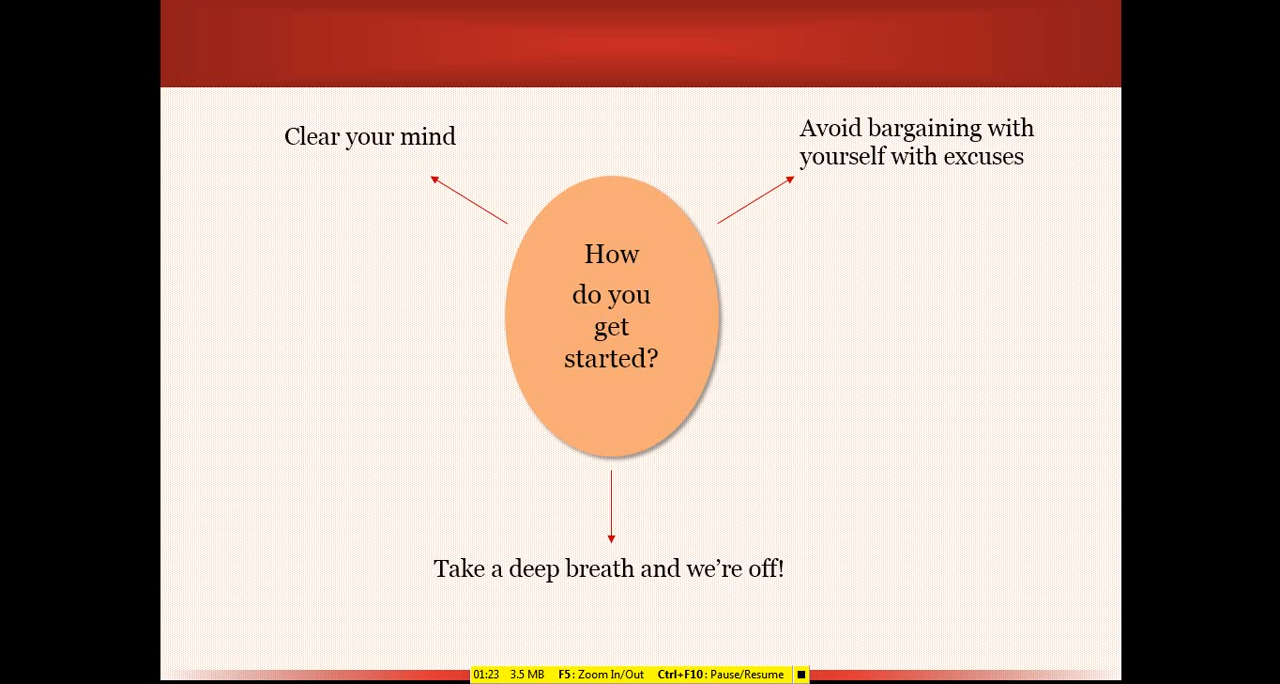 Clear your mind
Avoid bargaining with
yourself with excuses
How
do you
get
started?
Take a deep breath and we’re off!
01:23 3.5 MB F5: Zoom In/Out Ctrl+F10: Pause/Resume